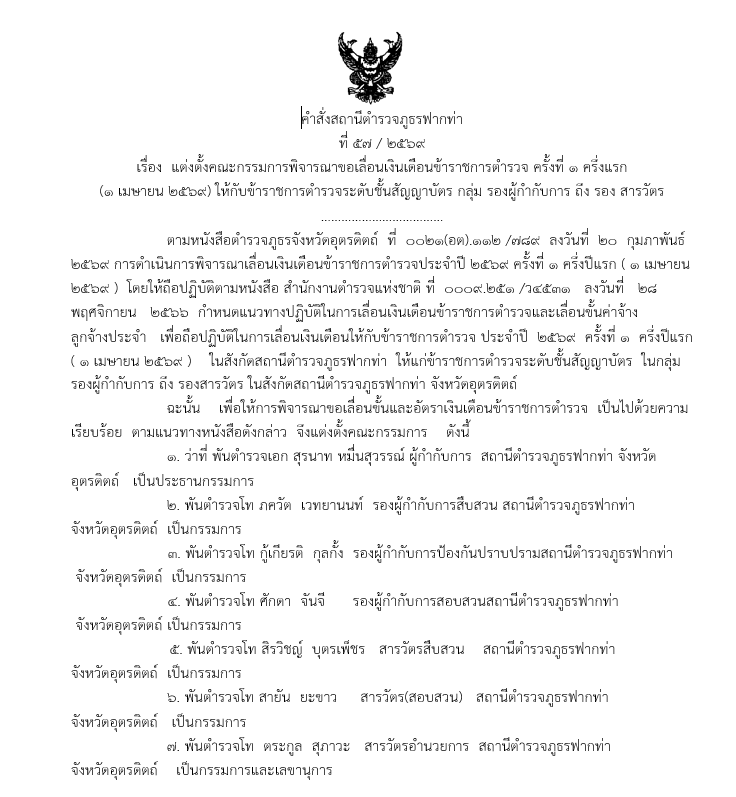 คำสั่งสถานีตำรวจภูธรฟากท่า
ที่ ๕๗ / ๒๕๖๙
เรื่อง แต่งตั้งคณะกรรมการพิจารณาขอเลื่อนเงินเดือนข้าราชการตำรวจ ครั้งที่ ๑ ครึ่งแรก
(๑ เมษายน ๒๕๖๙) ให้กับข้าราชการตำรวจระดับชั้นสัญญาบัตร กลุ่ม รองผู้กำกับการ ถึง รอง สารวัตร
....................................
ตามหนังสือตำรวจภูธรจังหวัดอุตรดิตถ์ ที่ ๐๐๒๑(อต).๑๑๒ /๗๘๙ ลงวันที่ ๒๐ กุมภาพันธ์
๒๕๖๙ การดำเนินการพิจารณาเลื่อนเงินเดือนข้าราชการตำรวจประจำปี ๒๕๖๙ ครั้งที่ ๑ ครึ่งปีแรก ( ๑ เมษายน
๒๕๖๙ ) โดยให้ถือปฏิบัติตามหนังสือ สำนักงานตำรวจแห่งชาติ ที่ ๐๐๐๙.๒๕๑ /ว๔๕๓๑ ลงวันที่ ๒๘
พฤศจิกายน ๒๕๖๖ กำหนดแนวทางปฏิบัติในการเลื่อนเงินเดือนข้าราชการตำรวจและเลื่อนขั้นค่าจ้าง
ลูกจ้างประจำ เพื่อถือปฏิบัติในการเลื่อนเงินเดือนให้กับข้าราชการตำรวจ ประจำปี ๒๕๖๙ ครั้งที่ ๑ ครึ่งปีแรก
( ๑ เมษายน ๒๕๖๙ ) ในสังกัดสถานีตำรวจภูธรฟากท่า ให้แก่ข้าราชการตำรวจระดับชั้นสัญญาบัตร ในกลุ่ม
รองผู้กำกับการ ถึง รองสารวัตร ในสังกัดสถานีตำรวจภูธรฟากท่า จังหวัดอุตรดิตถ์
ฉะนั้น เพื่อให้การพิจารณาขอเลื่อนขั้นและอัตราเงินเดือนข้าราชการตำรวจ เป็นไปด้วยความ
เรียบร้อย ตามแนวทางหนังสือดังกล่าว จึงแต่งตั้งคณะกรรมการ ดังนี้
๑. ว่าที่ พันตำรวจเอก สุรนาท หมื่นสุวรรณ์ ผู้กำกับการ สถานีตำรวจภูธรฟากท่า จังหวัด
อุตรดิตถ์ เป็นประธานกรรมการ
๒. พันตำรวจโท ภควัต เวทยานนท์ รองผู้กำกับการสืบสวน สถานีตำรวจภูธรฟากท่า
จังหวัดอุตรดิตถ์ เป็นกรรมการ
๓. พันตำรวจโท กู้เกียรติ กุลกั้ง รองผู้กำกับการป้องกันปราบปรามสถานีตำรวจภูธรฟากท่า
จังหวัดอุตรดิตถ์ เป็นกรรมการ
๔. พันตำรวจโท ศักดา จันจี รองผู้กำกับการสอบสวนสถานีตำรวจภูธรฟากท่า
จังหวัดอุตรดิตถ์ เป็นกรรมการ
๕. พันตำรวจโท สิรวิชญ์ บุตรเพ็ชร สารวัตรสืบสวน สถานีตำรวจภูธรฟากท่า
จังหวัดอุตรดิตถ์ เป็นกรรมการ
๖. พันตำรวจโท สายัน ยะขาว สารวัตร(สอบสวน) สถานีตำรวจภูธรฟากท่า
จังหวัดอุตรดิตถ์ เป็นกรรมการ
๗. พันตำรวจโท ตระกูล สุภาวะ สารวัตรอำนวยการ สถานีตำรวจภูธรฟากท่า
จังหวัดอุตรดิตถ์ เป็นกรรมการและเลขานุการ